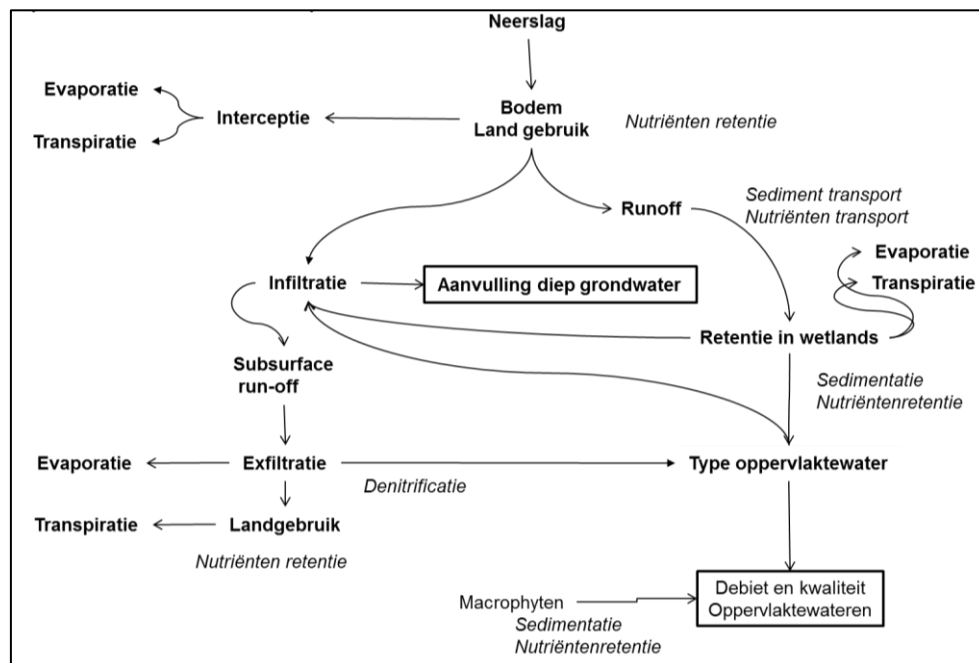 Neerslag
Evaporatie
Interceptie
Transpiratie
Bodem
Land gebruik
Nutriënten retentie
Runoff
Sediment transport
Nutriënten transport
Evaporatie
Transpiratie
Infiltratie
Aanvulling diep grondwater
Retentie in wetlands
Subsurface
run-off
Sedimentatie
Nutriëntenretentie
Evaporatie
Exfiltratie
Denitrificatie
Type oppervlaktewater
Transpiratie
Landgebruik
Nutriënten retentie
Debiet en kwaliteit
Oppervlaktewateren
Macrophyten
Sedimentatie
Nutriëntenretentie